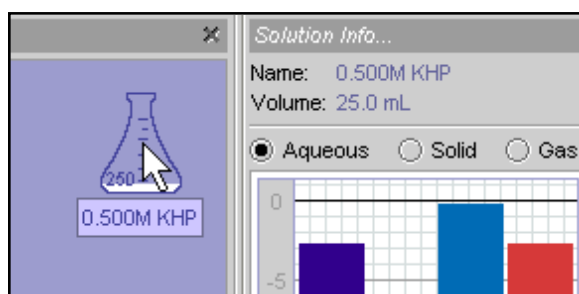 Solution Info...
Name: 0.500M KHP
Volume: 25.0 mL
Aqueous Solid Gas
250
0.500M KHP
0
-5